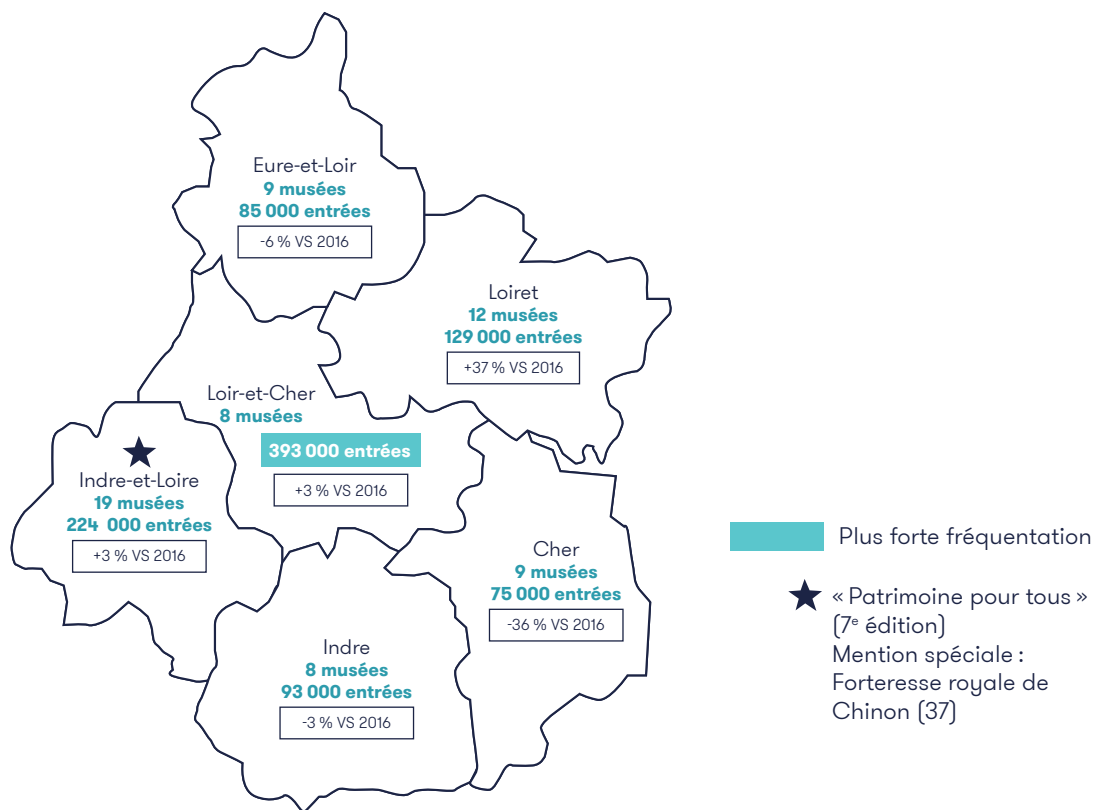 Eure-et-Loir
9 musées
85 000 entrées
-6 % VS 2016
Loiret
12 musées
129 000 entrées
+37 % VS 2016
Loir-et-Cher
8 musées
393 000 entrées
+3 % VS 2016
Indre-et-Loire
19 musées
224 000 entrées
+3 % VS 2016
Cher
9 musées
75 000 entrées
-36 % VS 2016
Indre
8 musées
93 000 entrées
-3 % VS 2016
Plus forte fréquentation
« Patrimoine pour tous »
(7e édition)
Mention spéciale :
Forteresse royale de
Chinon (37)